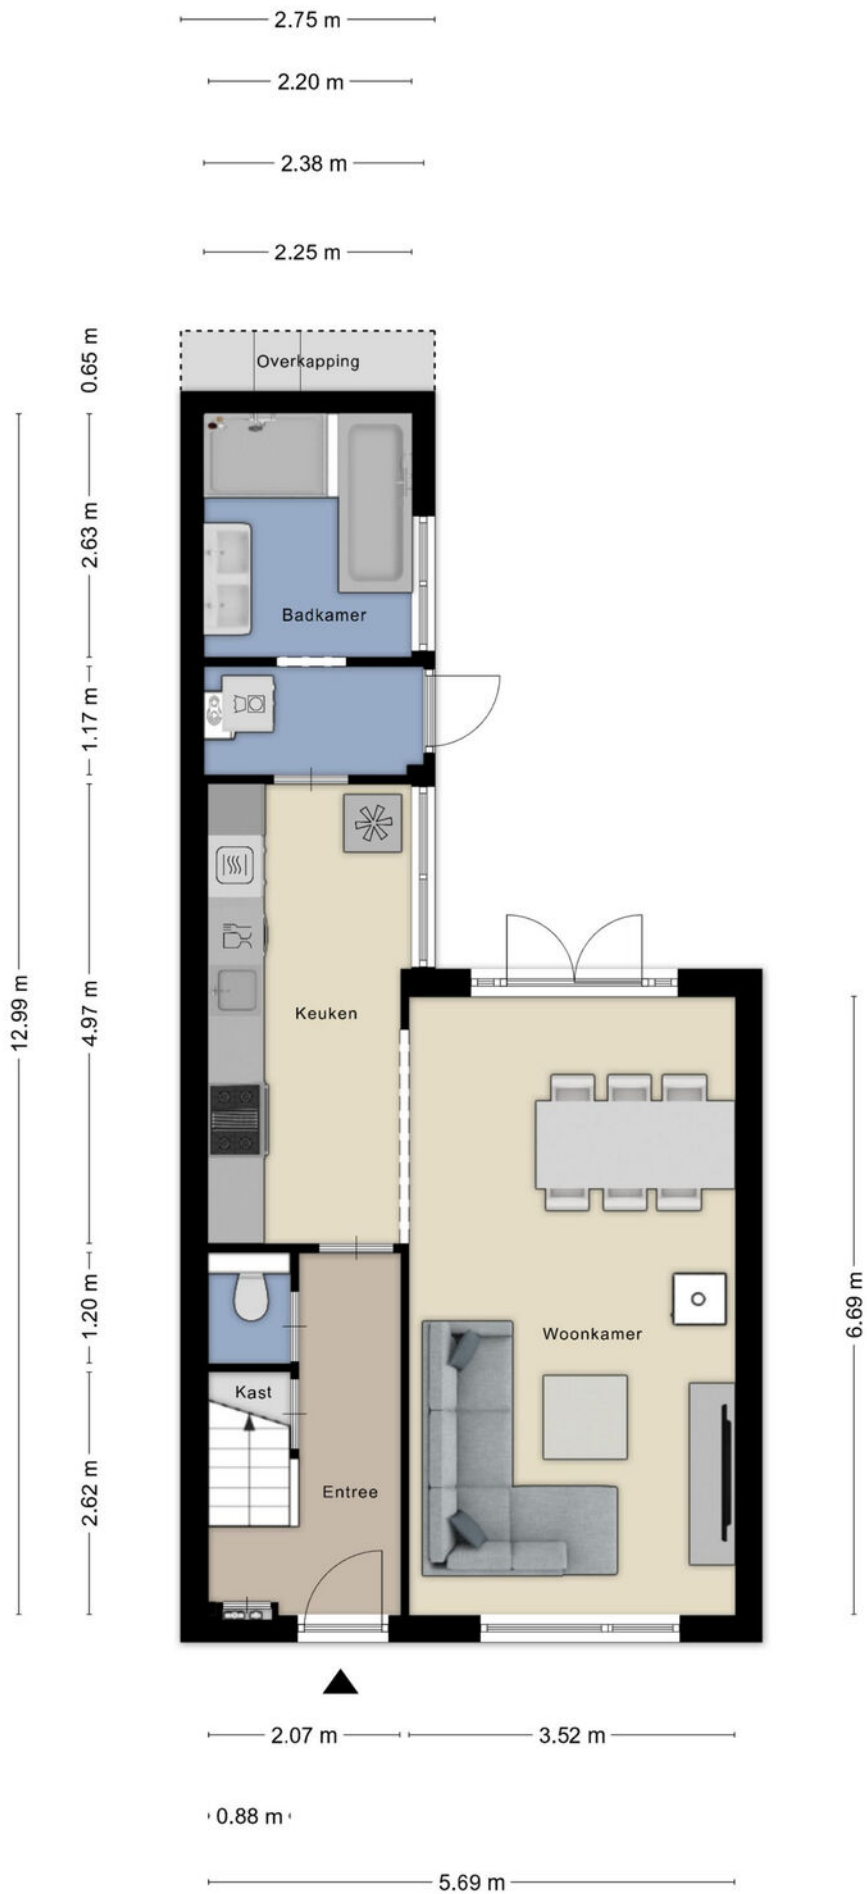 2.75 m
2.20 m
2.38 m
2.25 m
0.65 m
Overkapping
2.63 m
Badkamer
1.17 m
12.99 m
4.97 m
Keuken
1.20 m
6.69 m
Woonkamer
Kast
2.62 m
Entree
2.07 m
3.52 m
0.88 m
5.69 m